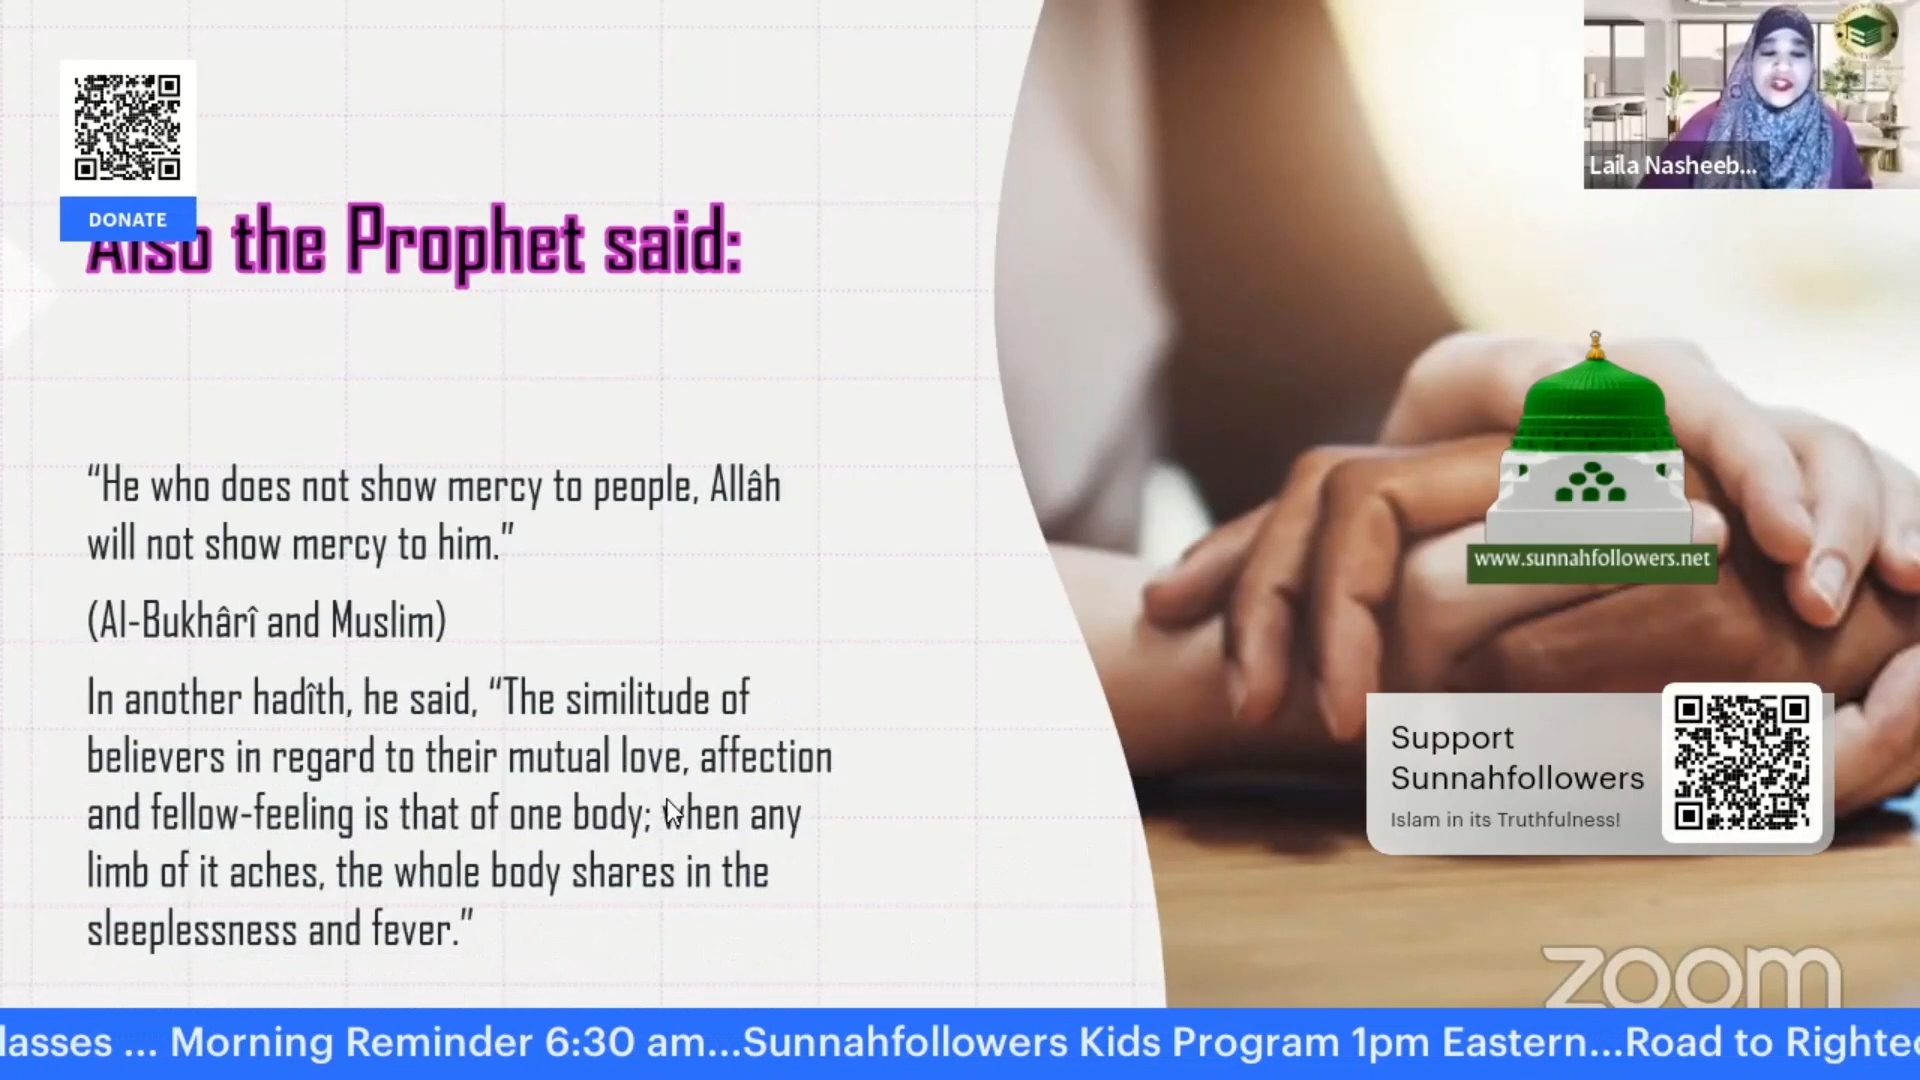 DONATE
Also the Prophet said:
“He who does not show mercy to people, Allâh
will not show mercy to him.”
(Al-Bukhârî and Muslim)
In another hadîth, he said, “The similitude of
believers in regard to their mutual love, affection
and fellow-feeling is that of one body; when any
limb of it aches, the whole body shares in the
sleeplessness and fever.”
Laila Nasheeb...
www.sunnahfollowers.net
Support
Sunnahfollowers
Islam in its Truthfulness!
zoom
lasses ... Morning Reminder 6:30 am...Sunnahfollowers Kids Program 1pm Eastern...Road to Righteo